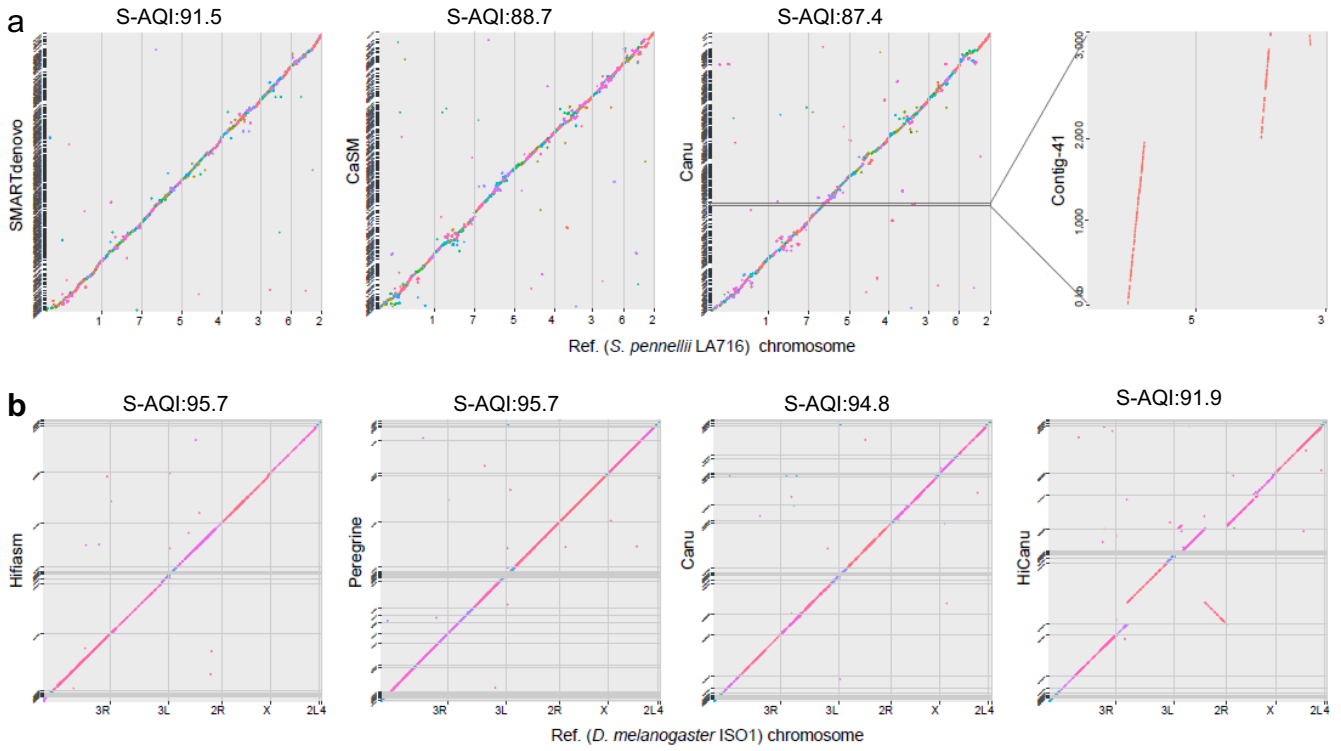 a
S-AQI:91.5
S-AQI:88.7
S-AQI:87.4
SMARTdenovo
CaSM
Canu
Contig-41
3,000
2,000
1,000
0 kb
1 7 5 4 3 6 2
1 7 5 4 3 6 2
1 7 5 4 3 6 2
5 3
Ref. (S. pennellii LA716) chromosome
b
S-AQI:95.7
S-AQI:95.7
S-AQI:94.8
S-AQI:91.9
Hifiasm
Peregrine
Canu
HiCanu
3R 3L 2R X 2L4
3R 3L 2R X 2L4
3R 3L 2R X 2L4
3R 3L 2R X 2L4
Ref. (D. melanogaster ISO1) chromosome